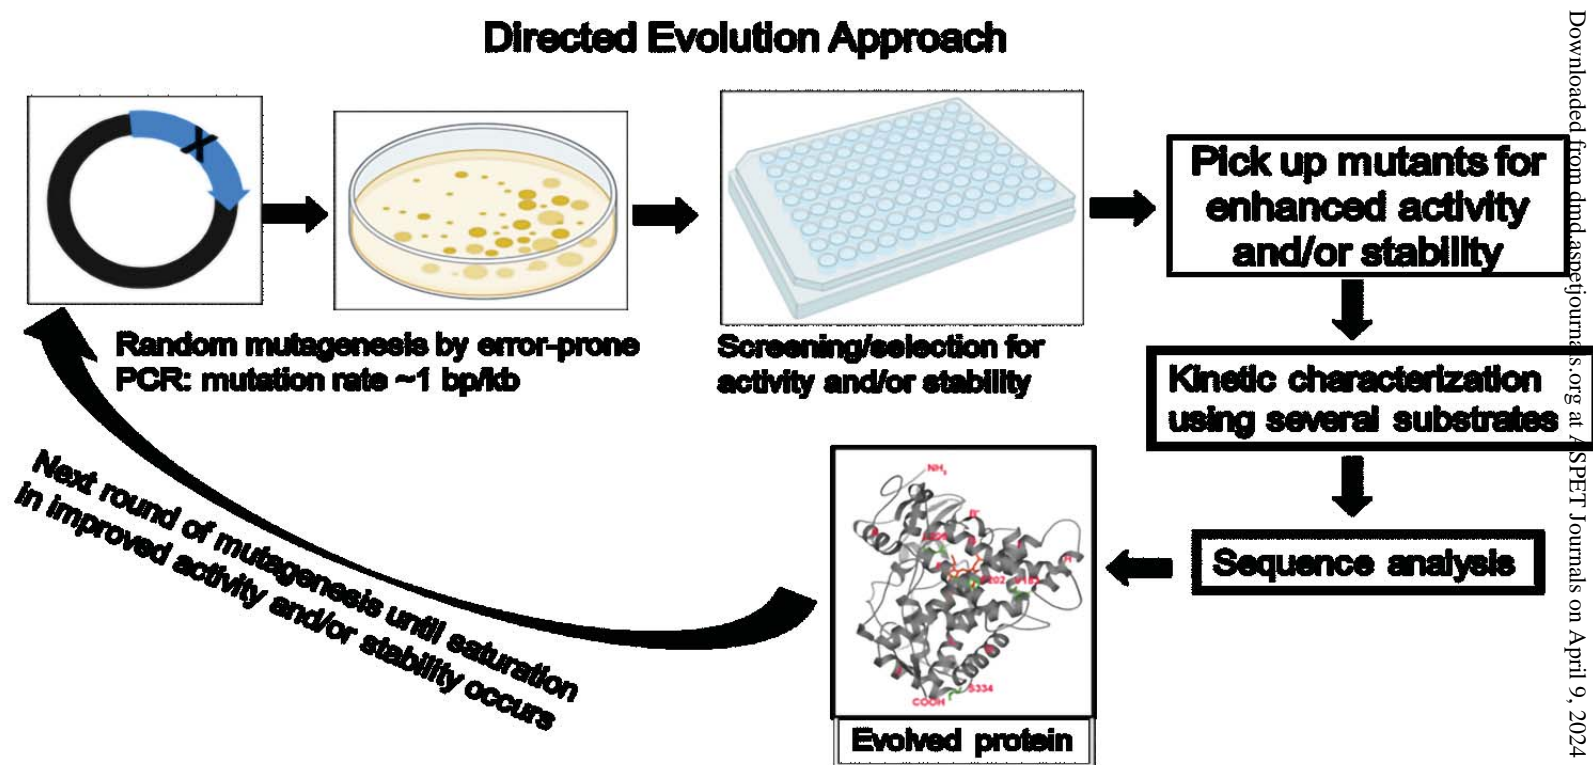 Directed Evolution Approach
X
Random mutagenesis by error-prone
PCR: mutation rate ~1 bp/kb
Screening/selection for
activity and/or stability
Pick up mutants for
enhanced activity
and/or stability
Kinetic characterization
using several substrates
Sequence analysis
NH₂
H
S334
COOH
Evolved protein
Next round of mutagenesis until saturation
in improved activity and/or stability occurs
Downloaded from dmd.aspetjournals.org at ASPET Journals on April 9, 2024